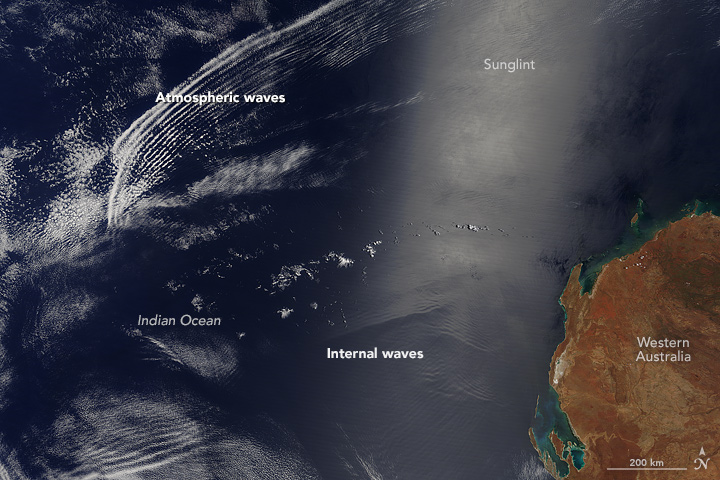 Sunglint
Atmospheric waves
Indian Ocean
Internal waves
Western
Australia
200 km
N